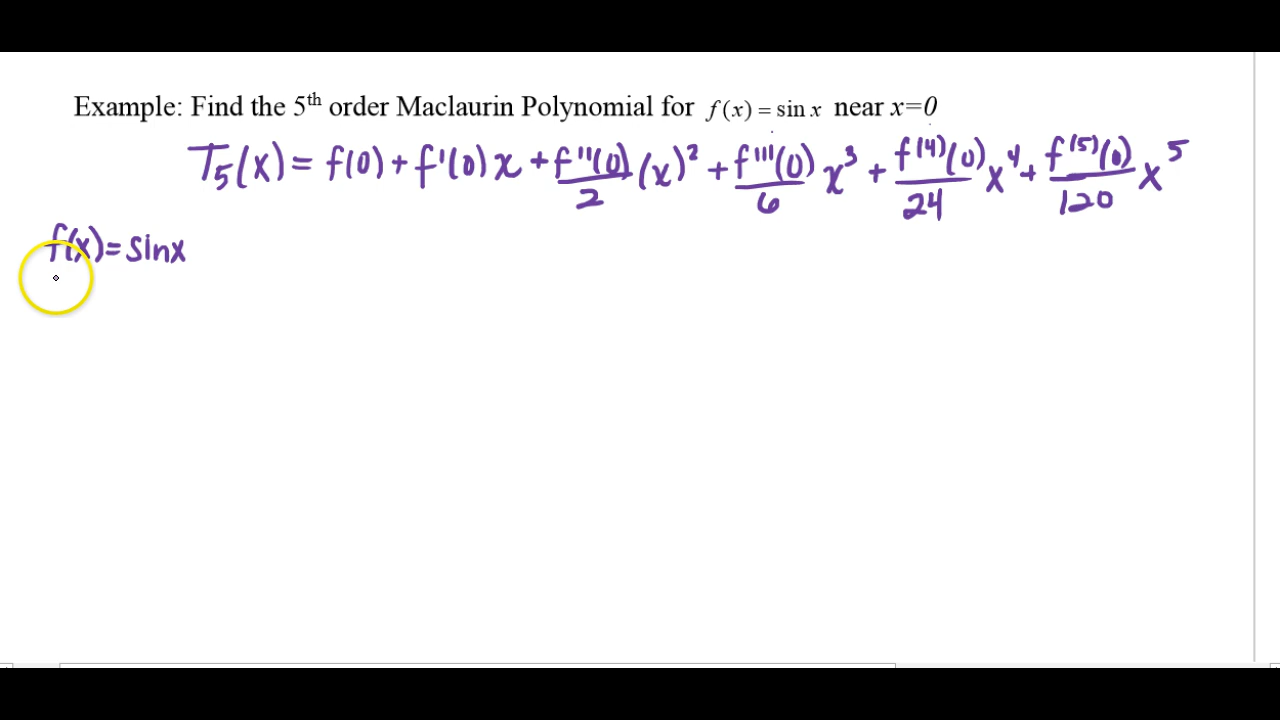 Example: Find the 5th order Maclaurin Polynomial for f(x) = sin x near x=0
T₅(x) = f(0) + f'(0) x + f''(0)/2 (x)² + f'''(0)/6 x³ + f⁽⁴⁾(0)/24 x⁴ + f⁽⁵⁾(0)/120 x⁵
f(x) = sinx